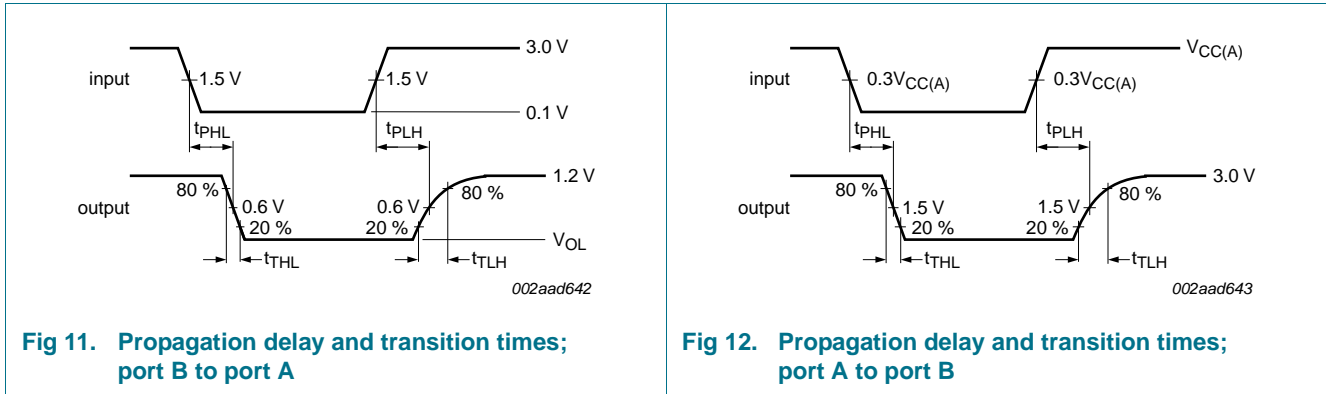 3.0 V
input
1.5 V
1.5 V
0.1 V
tPHL
tPLH
1.2 V
80 %
80 %
output
0.6 V
0.6 V
20 %
20 %
VOL
tTHL
tTLH
002aad642
Fig 11. Propagation delay and transition times;
port B to port A
VCC(A)
input
0.3VCC(A)
0.3VCC(A)
tPHL
tPLH
3.0 V
80 %
80 %
output
1.5 V
1.5 V
20 %
20 %
tTHL
tTLH
002aad643
Fig 12. Propagation delay and transition times;
port A to port B